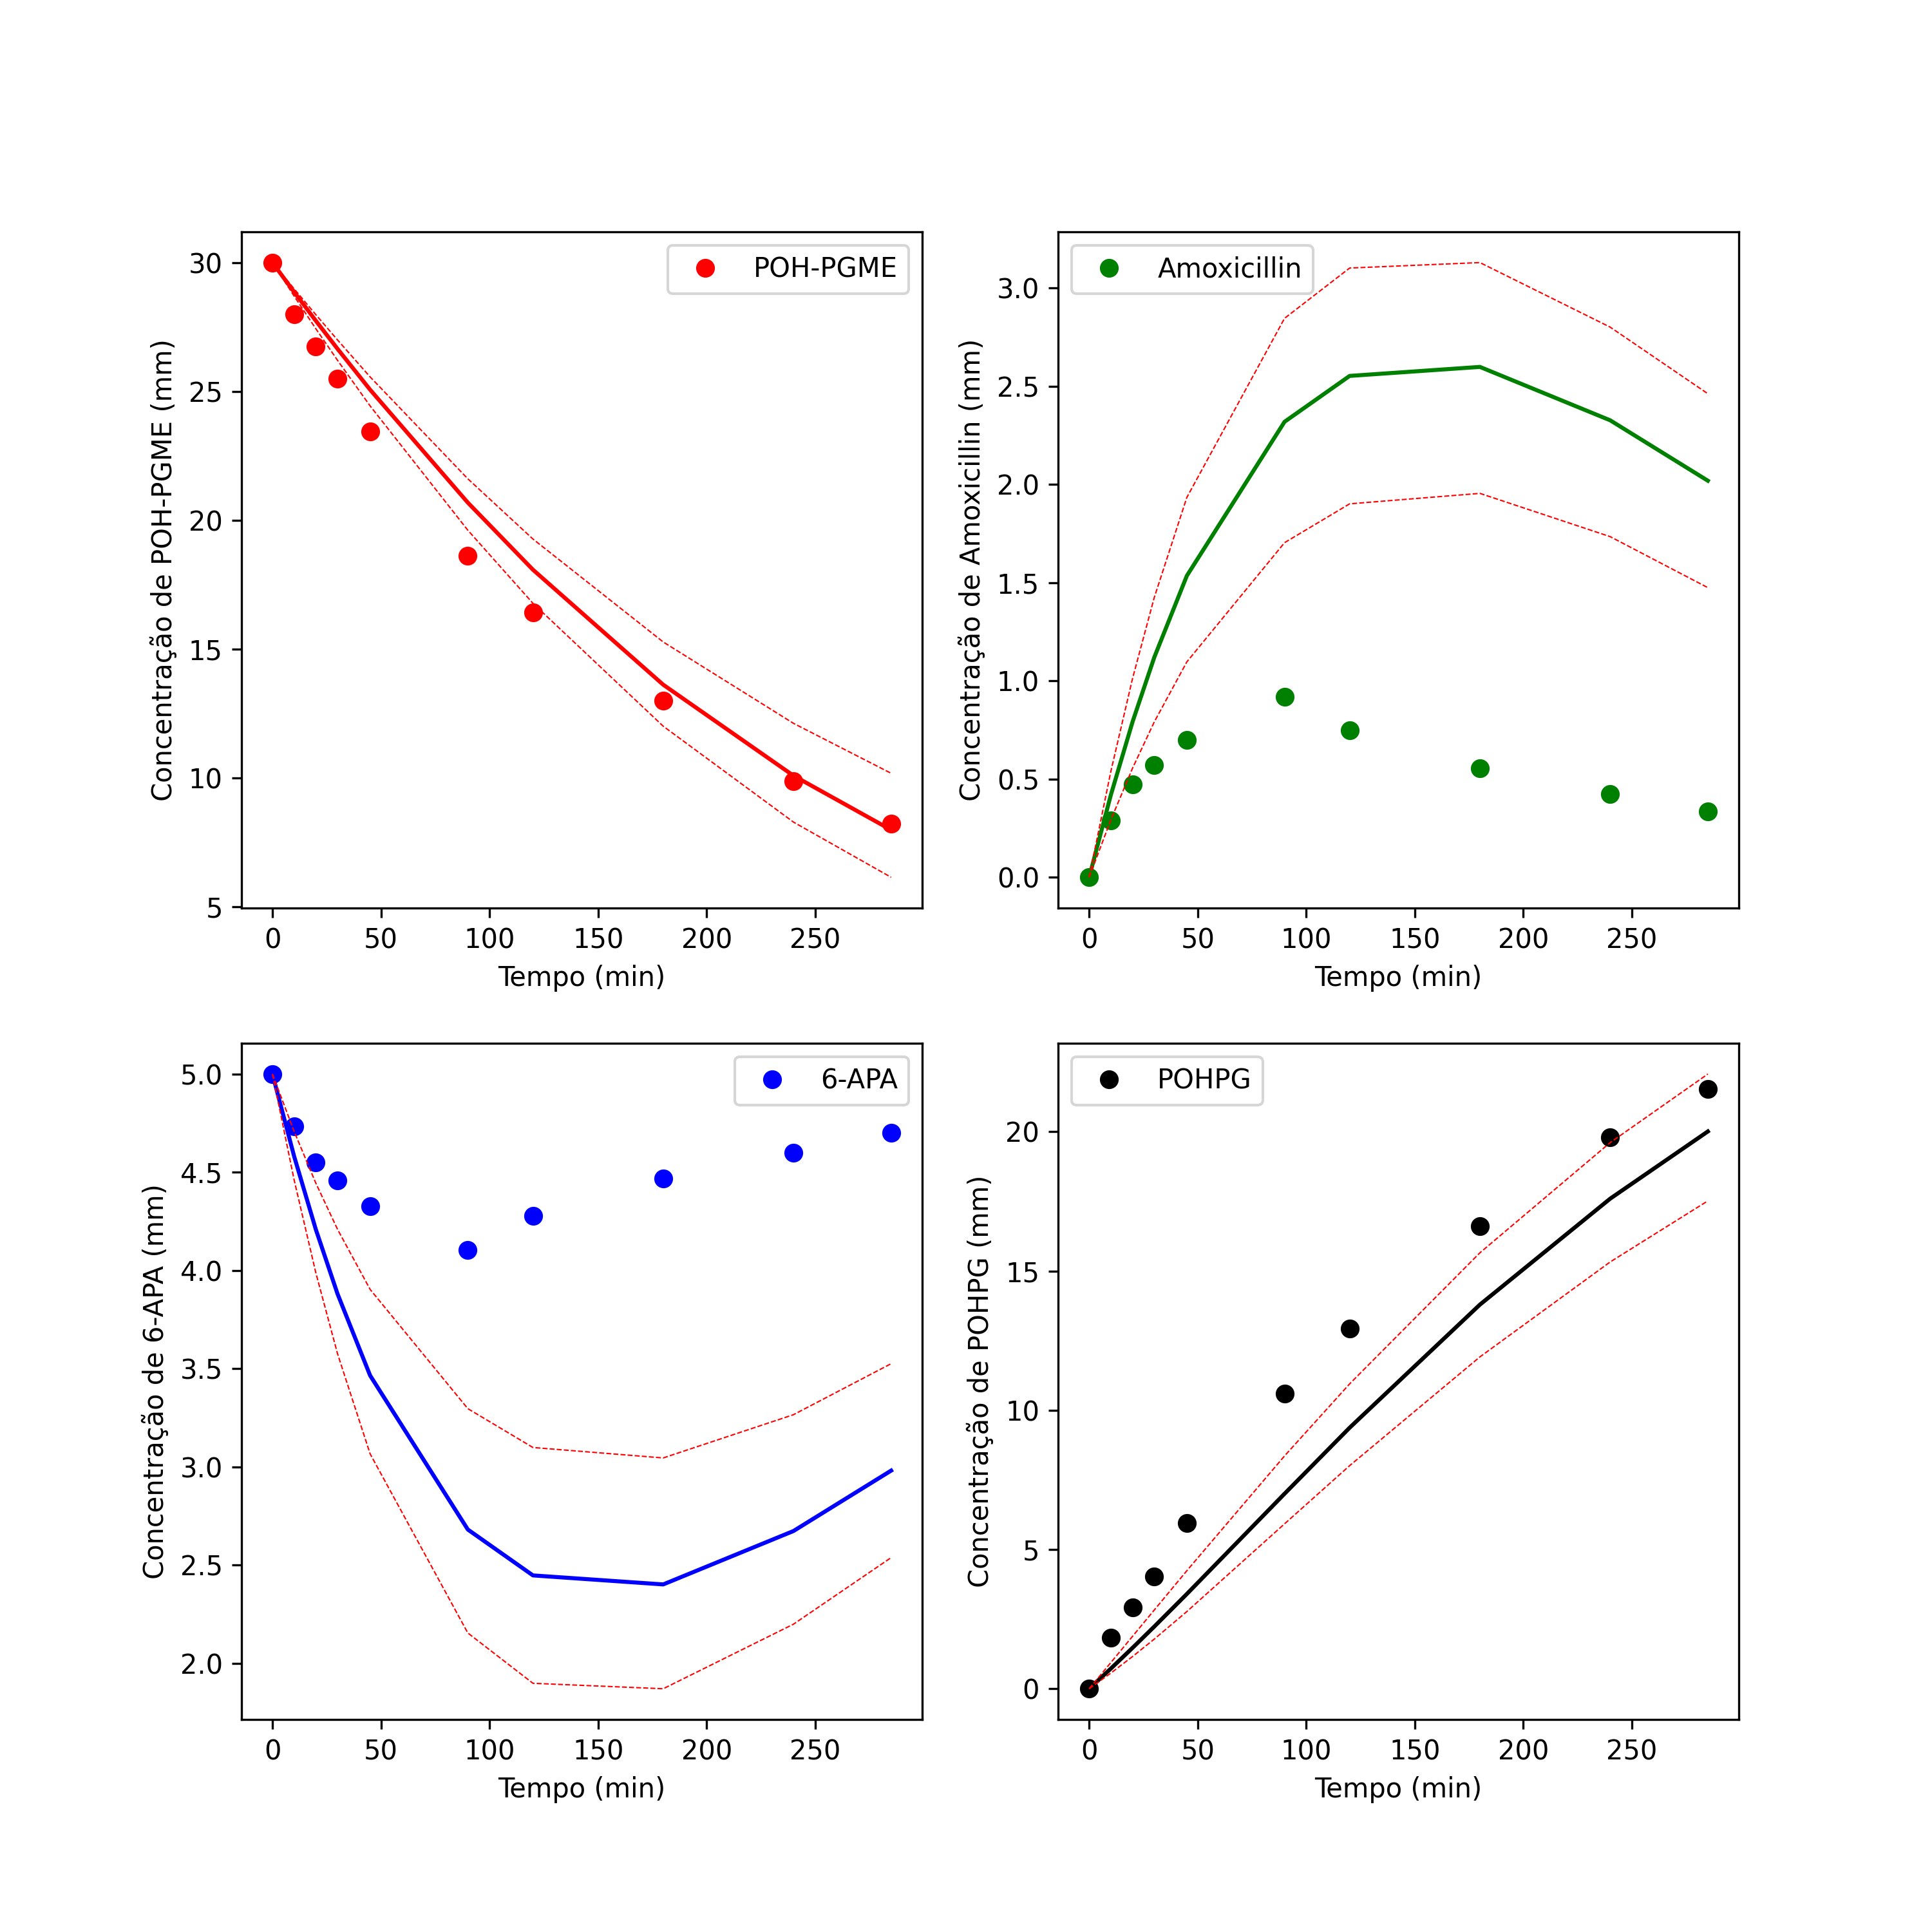 POH-PGME
30
25
20
15
10
5
Concentração de POH-PGME (mm)
0 50 100 150 200 250
Tempo (min)
Amoxicillin
3.0
2.5
2.0
1.5
1.0
0.5
0.0
Concentração de Amoxicillin (mm)
0 50 100 150 200 250
Tempo (min)
6-APA
5.0
4.5
4.0
3.5
3.0
2.5
2.0
Concentração de 6-APA (mm)
0 50 100 150 200 250
Tempo (min)
POHPG
20
15
10
5
0
Concentração de POHPG (mm)
0 50 100 150 200 250
Tempo (min)